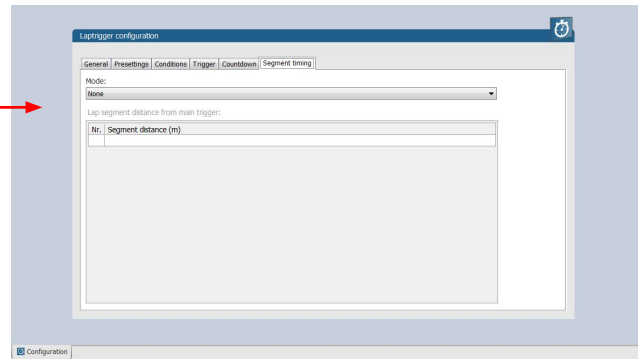 Laptrigger configuration
General Presettings Conditions Trigger Countdown Segment timing
Mode:
None
Lap segment distance from main trigger:
Nr. Segment distance (m)
Configuration